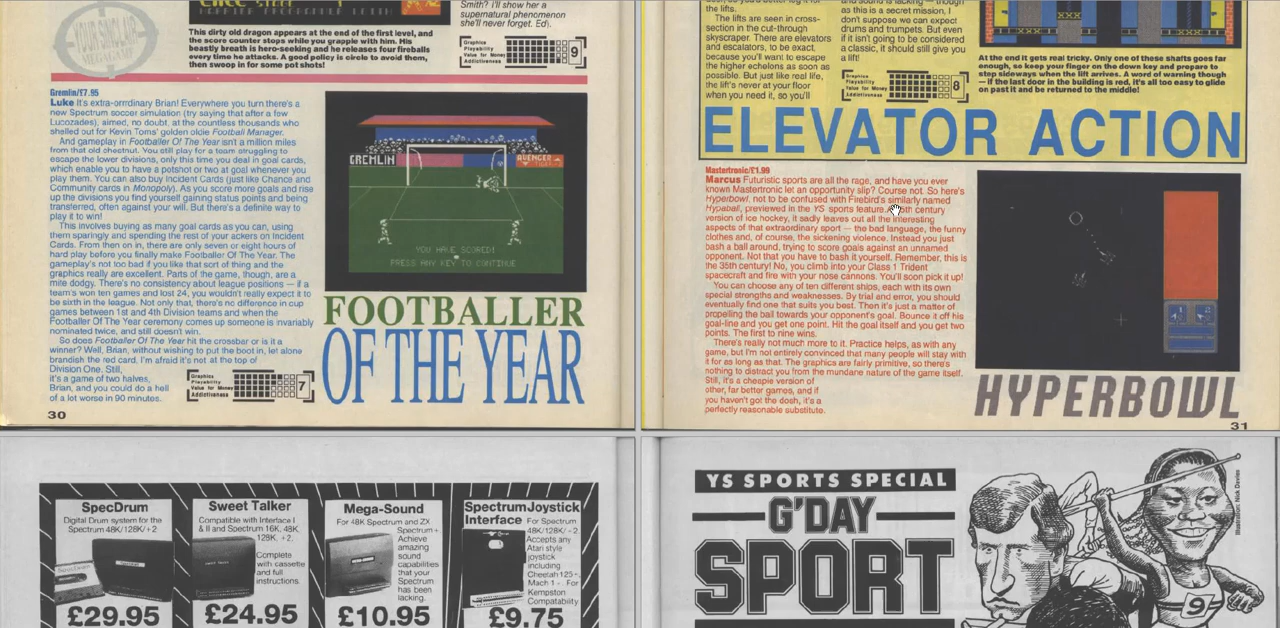 Smith? I'll show her a
supernatural phenomenon
she'll never forget. Ed).
This dirty old dragon appears at the end of the first level, and
the score counter stops while you grapple with him. His
beastly breath is hero-seeking and he releases four fireballs
every time he attacks. A good policy is circle to avoid them,
then swoop in for some pot shots!
Graphics
Playability
Value for Money
Addictiveness
9
Gremlin/£7.95
Luke It's extra-orrrdinary Brian! Everywhere you turn there's a
new Spectrum soccer simulation (try saying that after a few
Lucozades), aimed, no doubt, at the countless thousands who
shelled out for Kevin Toms' golden oldie Football Manager.
And gameplay in Footballer Of The Year isn't a million miles
from that old chestnut. You still play for a team struggling to
escape the lower divisions, only this time you deal in goal cards,
which enable you to have a potshot or two at goal whenever you
play them. You can also buy Incident Cards (just like Chance and
Community cards in Monopoly). As you score more goals and rise
up the divisions you find yourself gaining status points and being
transferred, often against your will. But there's a definite way to
play it to win!
This involves buying as many goal cards as you can, using
them sparingly and spending the rest of your ackers on Incident
Cards. From then on in, there are only seven or eight hours of
hard play before you finally make Footballer Of The Year. The
gameplay's not too bad if you like that sort of thing and the
graphics really are excellent. Parts of the game, though, are a
mite dodgy. There's no consistency about league positions — if a
team's won ten games and lost 24, you wouldn't really expect it to
be sixth in the league. Not only that, there's no difference in cup
games between 1st and 4th Division teams and when the
Footballer Of The Year ceremony comes up someone is invariably
nominated twice, and still doesn't win.
So does Footballer Of The Year hit the crossbar or is it a
winner? Well, Brian, without wishing to put the boot in, let alone
brandish the red card, I'm afraid it's not at the top of
Division One. Still,
it's a game of two halves,
Brian, and you could do a hell
of a lot worse in 90 minutes.
Graphics
Playability
Value for Money
Addictiveness
7
GREMLIN
AVENGER
YOU HAVE SCORED!
PRESS ANY KEY TO CONTINUE
FOOTBALLER
OF THE YEAR
30
the lifts.
The lifts are seen in cross-
section in the cut-through
skyscraper. There are elevators
and escalators, to be exact,
because you'll want to escape
the higher echelons as soon as
possible. But just like real life,
the lift's never at your floor
when you need it, so you'll
as this is a secret mission, I
don't suppose we can expect
drums and trumpets. But even
if it isn't going to be considered
a classic, it should still give you
a lift!
Graphics
Playability
Value for Money
Addictiveness
8
At the end it gets real tricky. Only one of these shafts goes far
enough, so keep your finger on the down key and prepare to
step sideways when the lift arrives. A word of warning though
— if the last door in the building is red, it's all too easy to glide
on past it and be returned to the middle!
ELEVATOR ACTION
Mastertronic/£1.99
Marcus Futuristic sports are all the rage, and have you ever
known Mastertronic let an opportunity slip? Course not. So here's
Hyperbowl, not to be confused with Firebird's similarly named
Hypaball, previewed in the YS sports feature. A 35th century
version of ice hockey, it sadly leaves out all the interesting
aspects of that extraordinary sport — the bad language, the funny
clothes and, of course, the sickening violence. Instead you just
bash a ball around, trying to score goals against an unnamed
opponent. Not that you have to bash it yourself. Remember, this is
the 35th century! No, you climb into your Class 1 Trident
spacecraft and fire with your nose cannons. You'll soon pick it up!
You can choose any of ten different ships, each with its own
special strengths and weaknesses. By trial and error, you should
eventually find one that suits you best. Then it's just a matter of
propelling the ball towards your opponent's goal. Bounce it off his
goal-line and you get one point. Hit the goal itself and you get two
points. The first to nine wins.
There's really not much more to it. Practice helps, as with any
game, but I'm not entirely convinced that many people will stay with
it for as long as that. The graphics are fairly primitive, so there's
nothing to distract you from the mundane nature of the game itself.
Still, it's a cheapie version of
other, far better games, and if
you haven't got the dosh, it's a
perfectly reasonable substitute.
HYPERBOWL
31
SpecDrum
Digital Drum system for the
Spectrum 48K/128K/+2
£29.95
Sweet Talker
Compatible with Interface I
& II and Spectrum 16K, 48K,
128K, +2.
Complete
with cassette
and full
instructions.
£24.95
Mega-Sound
For 48K Spectrum and ZX
Spectrum+
Achieve
amazing
sound
capabilities
that your
Spectrum
has been
lacking.
£10.95
Spectrum Joystick
Interface
For Spectrum
48K/128K/+2.
Accepts any
Atari style
joystick
including
Cheetah 125+,
Mach 1+. For
Kempston
Compatability
£9.75
YS SPORTS SPECIAL
G'DAY
SPORT
9
Illustration: Nick Davies